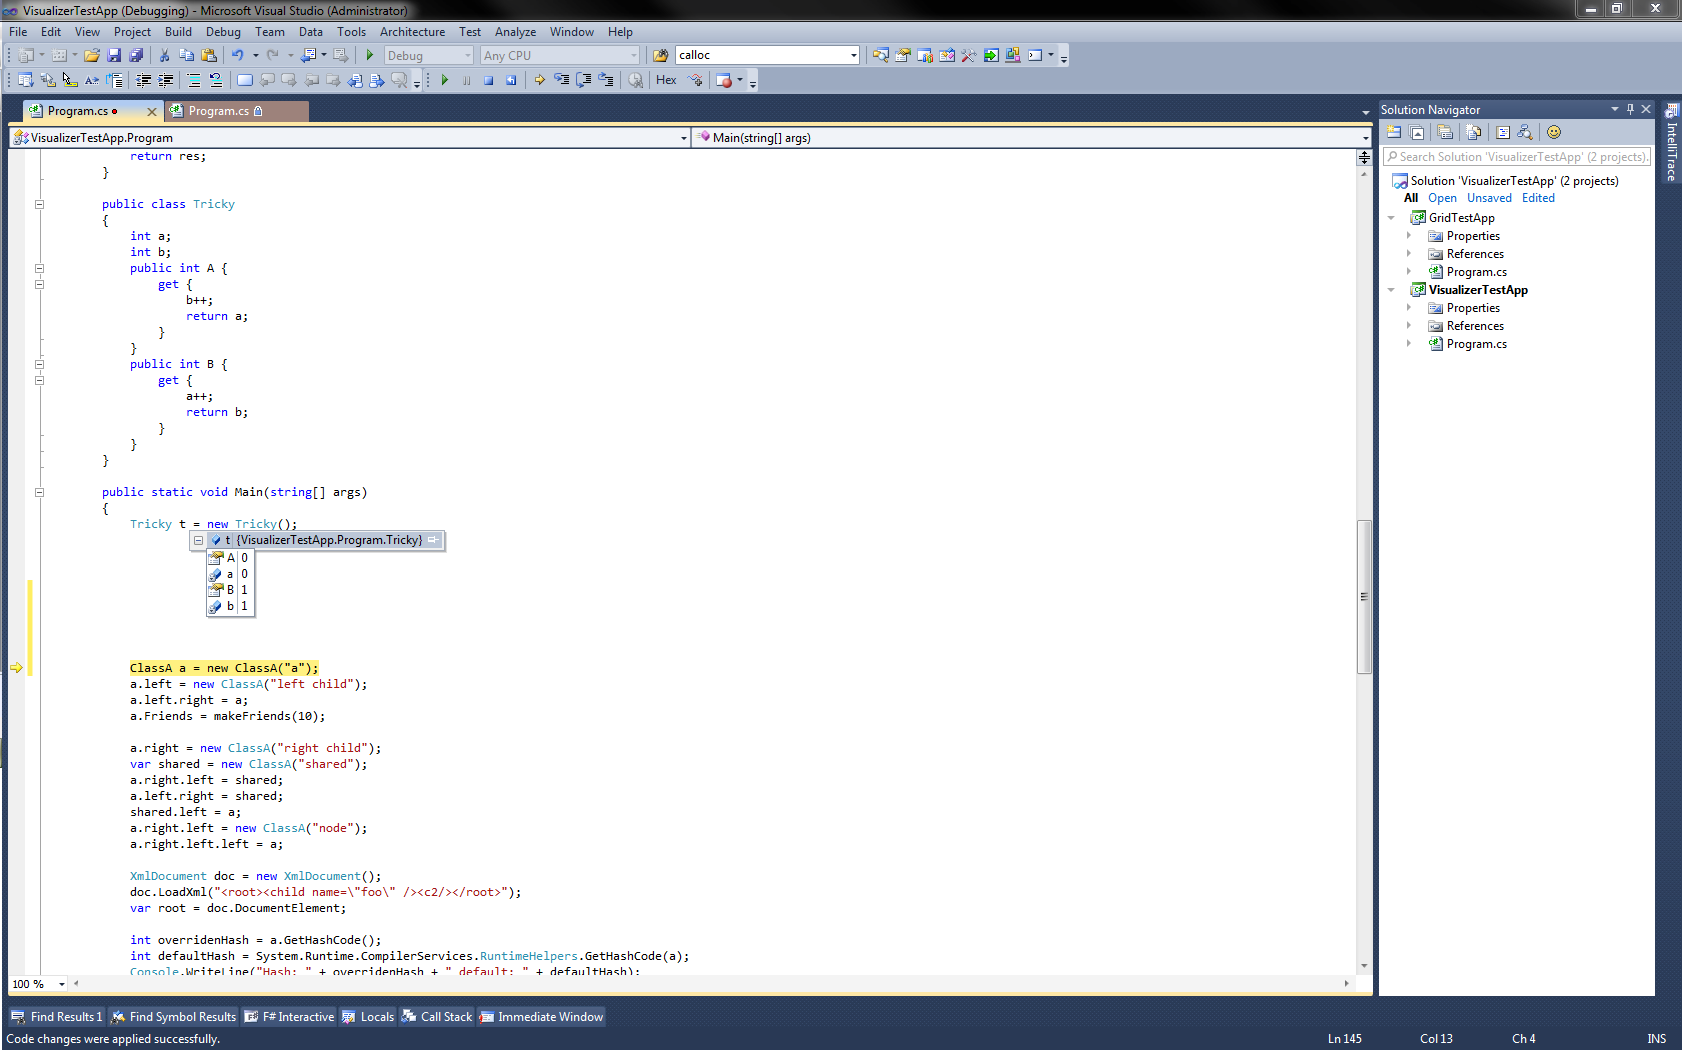 VisualizerTestApp (Debugging) - Microsoft Visual Studio (Administrator)
File Edit View Project Build Debug Team Data Tools Architecture Test Analyze Window Help
Debug Any CPU calloc
Hex
Program.cs Program.cs
VisualizerTestApp.Program Main(string[] args)
return res;
}
public class Tricky
{
int a;
int b;
public int A {
get {
b++;
return a;
}
}
public int B {
get {
a++;
return b;
}
}
}
public static void Main(string[] args)
{
Tricky t = new Tricky();
t {VisualizerTestApp.Program.Tricky}
A 0
a 0
B 1
b 1
ClassA a = new ClassA("a");
a.left = new ClassA("left child");
a.left.right = a;
a.Friends = makeFriends(10);
a.right = new ClassA("right child");
var shared = new ClassA("shared");
a.right.left = shared;
a.left.right = shared;
shared.left = a;
a.right.left = new ClassA("node");
a.right.left.left = a;
XmlDocument doc = new XmlDocument();
doc.LoadXml("<root><child name=\"foo\" /><c2/></root>");
var root = doc.DocumentElement;
int overridenHash = a.GetHashCode();
int defaultHash = System.Runtime.CompilerServices.RuntimeHelpers.GetHashCode(a);
Console.WriteLine("Hash: " + overridenHash + " default: " + defaultHash);
100 %
Solution Navigator
Search Solution 'VisualizerTestApp' (2 projects).
Solution 'VisualizerTestApp' (2 projects)
All Open Unsaved Edited
GridTestApp
Properties
References
Program.cs
VisualizerTestApp
Properties
References
Program.cs
IntelliTrace
Find Results 1 Find Symbol Results F# Interactive Locals Call Stack Immediate Window
Code changes were applied successfully. Ln 145 Col 13 Ch 4 INS